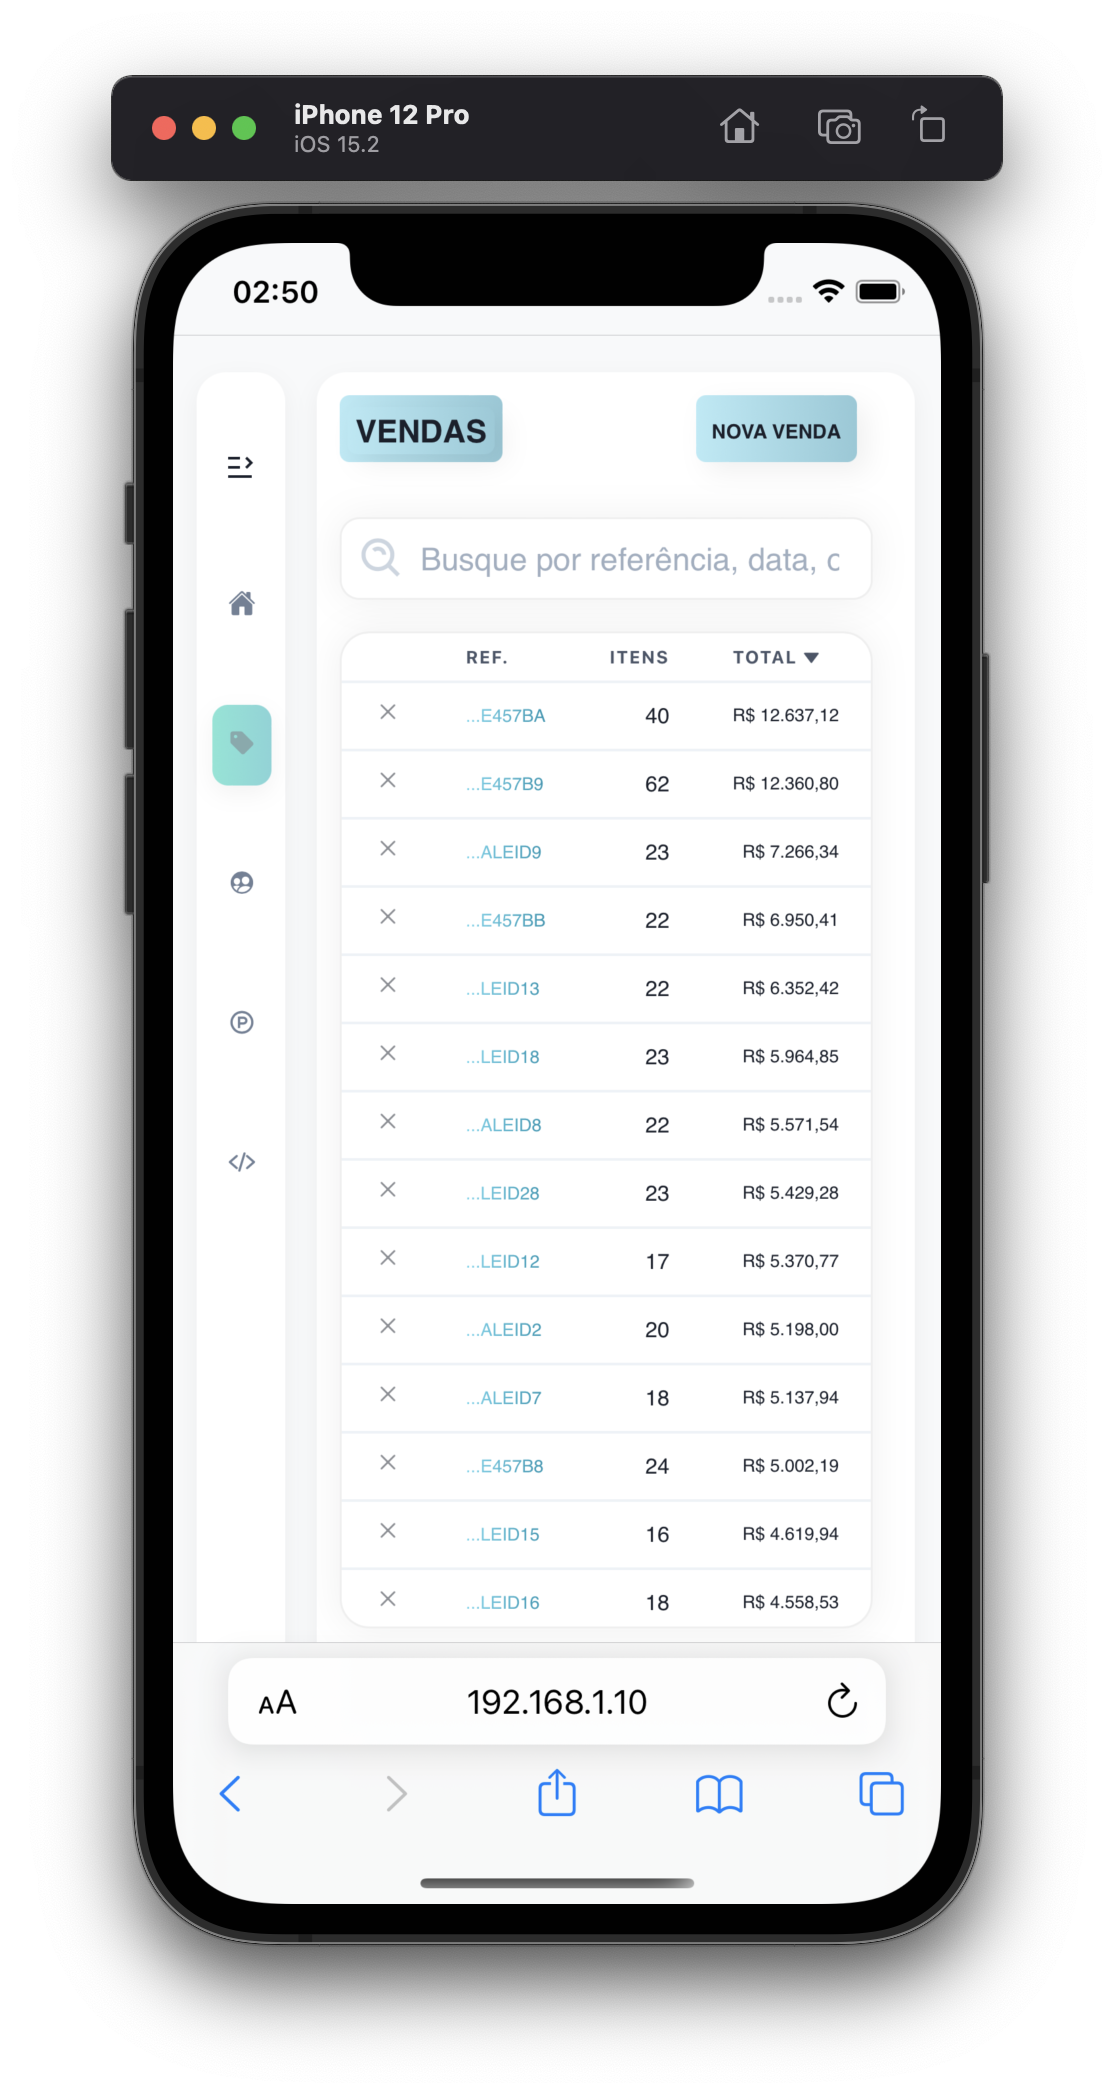 iPhone 12 Pro
iOS 15.2
02:50
VENDAS
NOVA VENDA
Busque por referência, data, c
REF. ITENS TOTAL
...E457BA 40 R$ 12.637,12
...E457B9 62 R$ 12.360,80
...ALEID9 23 R$ 7.266,34
...E457BB 22 R$ 6.950,41
...LEID13 22 R$ 6.352,42
...LEID18 23 R$ 5.964,85
...ALEID8 22 R$ 5.571,54
...LEID28 23 R$ 5.429,28
...LEID12 17 R$ 5.370,77
...ALEID2 20 R$ 5.198,00
...ALEID7 18 R$ 5.137,94
...E457B8 24 R$ 5.002,19
...LEID15 16 R$ 4.619,94
...LEID16 18 R$ 4.558,53
AA 192.168.1.10